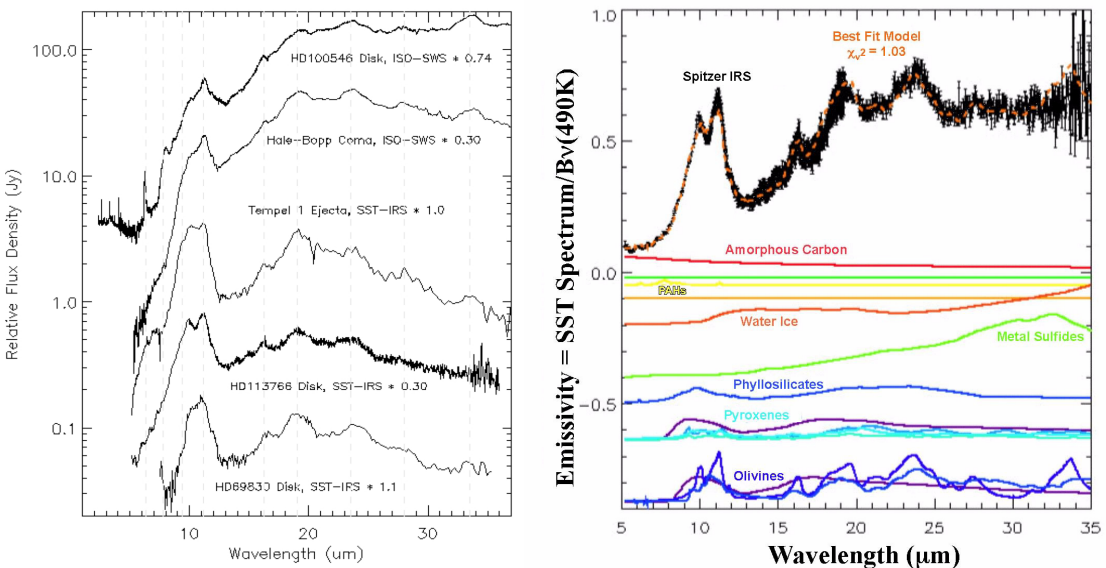 100.0
10.0
1.0
0.1
Relative Flux Density (Jy)
HD100546 Disk, ISO-SWS * 0.74
Hale-Bopp Coma, ISO-SWS * 0.30
Tempel 1 Ejecta, SST-IRS * 1.0
HD113766 Disk, SST-IRS * 0.30
HD69830 Disk, SST-IRS * 1.1
10 20 30
Wavelength (um)
1.0
0.5
0.0
-0.5
Emissivity = SST Spectrum/Bν(490K)
Best Fit Model
χᵥ² = 1.03
Spitzer IRS
Amorphous Carbon
PAHs
Water Ice
Metal Sulfides
Phyllosilicates
Pyroxenes
Olivines
5 10 15 20 25 30 35
Wavelength (μm)